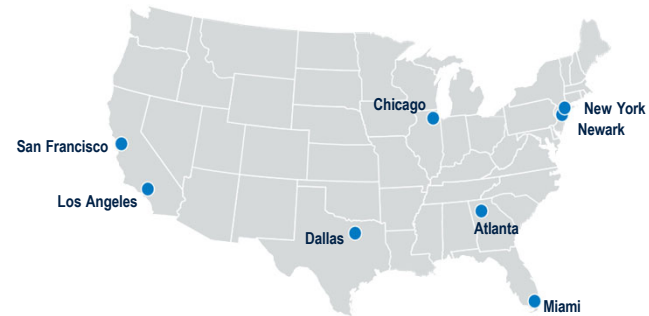 Chicago
New York
Newark
San Francisco
Los Angeles
Atlanta
Dallas
Miami